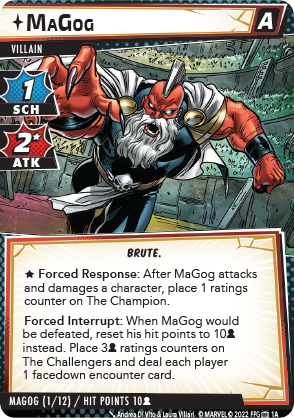 MaGog
A
VILLAIN
1
SCH
2★
ATK
BRUTE.
★ Forced Response: After MaGog attacks
and damages a character, place 1 ratings
counter on The Champion.
Forced Interrupt: When MaGog would
be defeated, reset his hit points to 10
instead. Place 3 ratings counters on
The Challengers and deal each player
1 facedown encounter card.
MAGOG (1/12) / HIT POINTS 10
Andrea Di Vito & Laura Villari. © MARVEL © 2022 FFG 1A